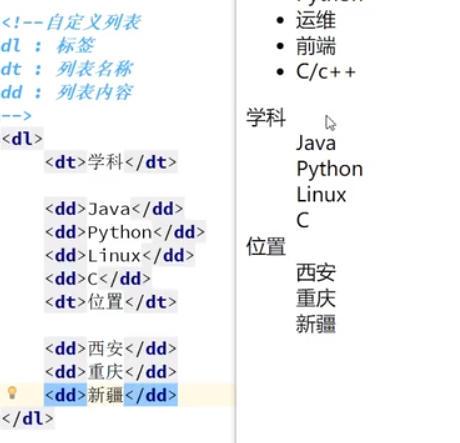 <!--自定义列表
dl : 标签
dt : 列表名称
dd : 列表内容
-->
<dl>
<dt>学科</dt>
<dd>Java</dd>
<dd>Python</dd>
<dd>Linux</dd>
<dd>C</dd>
<dt>位置</dt>
<dd>西安</dd>
<dd>重庆</dd>
<dd>新疆</dd>
</dl>
Python
运维
前端
C/c++
学科
Java
Python
Linux
C
位置
西安
重庆
新疆